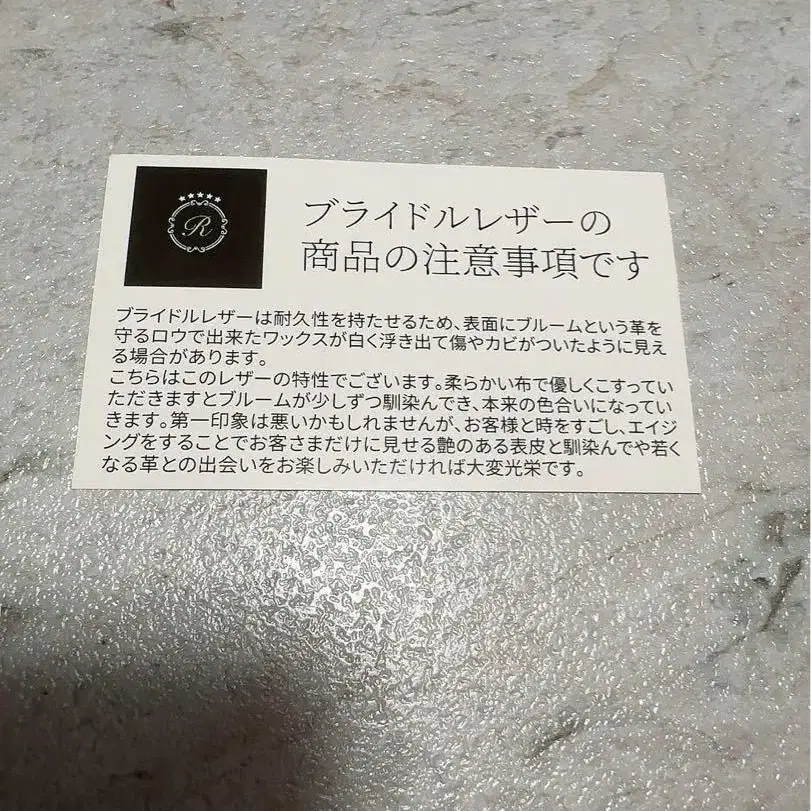 R
ブライドルレザーの
商品の注意事項です
ブライドルレザーは耐久性を持たせるため、表面にブルームという革を
守るロウで出来たワックスが白く浮き出て傷やカビがついたように見え
る場合があります。
こちらはこのレザーの特性でございます。柔らかい布で優しくこすってい
ただきますとブルームが少しずつ馴染んでき、本来の色合いになってい
きます。第一印象は悪いかもしれませんが、お客様と時をすごし、エイジ
ングをすることでお客さまだけに見せる艶のある表皮と馴染んでや若く
なる革との出会いをお楽しみいただければ大変光栄です。